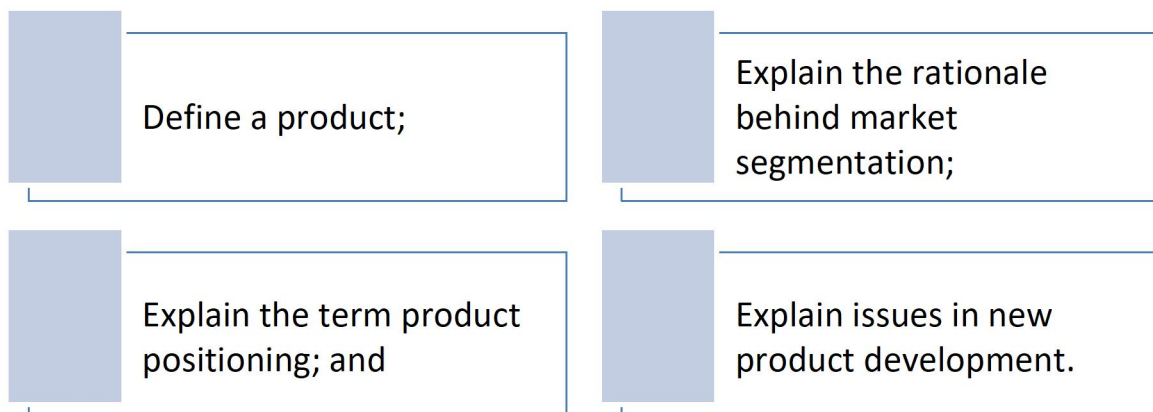 Define a product;
Explain the rationale
behind market
segmentation;
Explain the term product
positioning; and
Explain issues in new
product development.